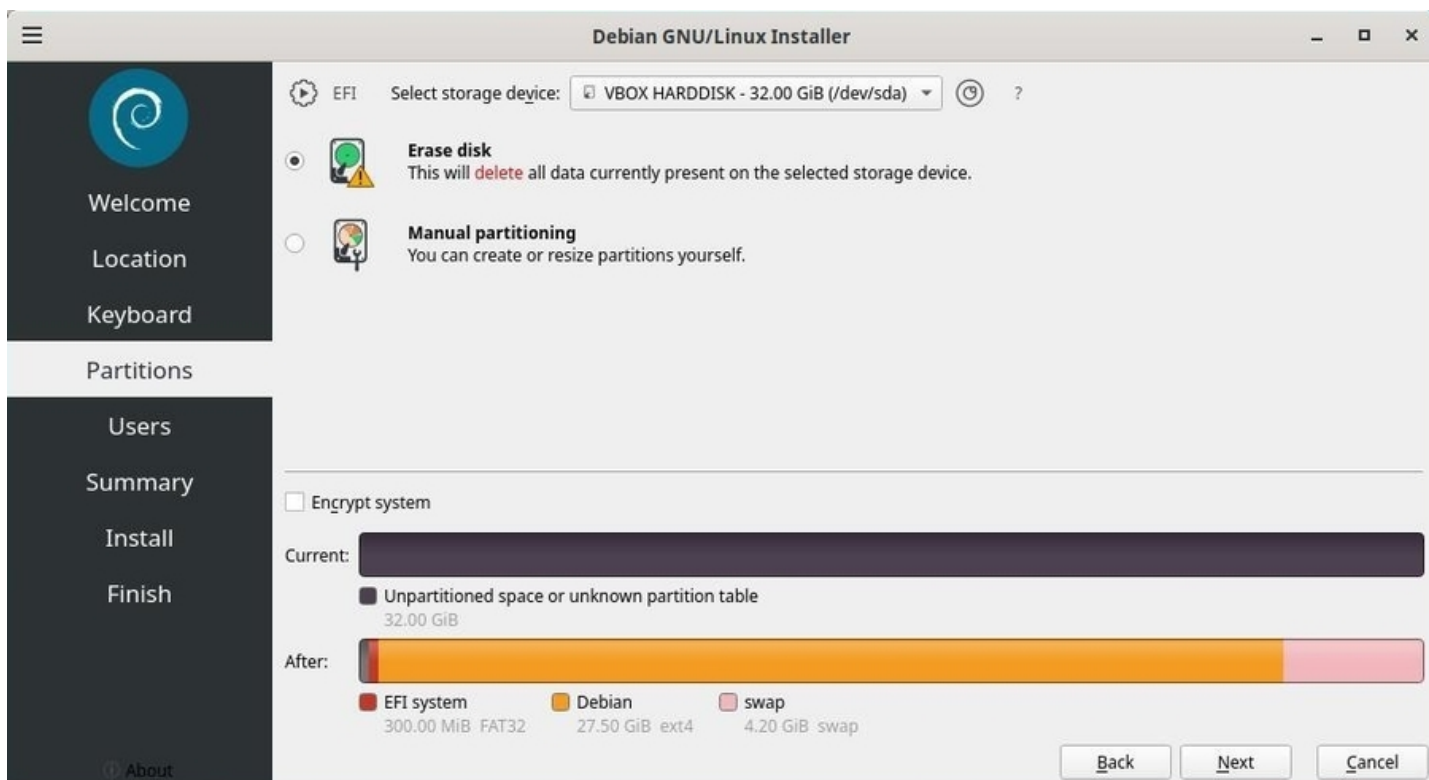 Debian GNU/Linux Installer
EFI Select storage device: VBOX HARDDISK - 32.00 GiB (/dev/sda) ?
Erase disk
This will delete all data currently present on the selected storage device.
Manual partitioning
You can create or resize partitions yourself.
Welcome
Location
Keyboard
Partitions
Users
Summary
Install
Finish
About
Encrypt system
Current:
Unpartitioned space or unknown partition table
32.00 GiB
After:
EFI system Debian swap
300.00 MiB FAT32 27.50 GiB ext4 4.20 GiB swap
Back Next Cancel